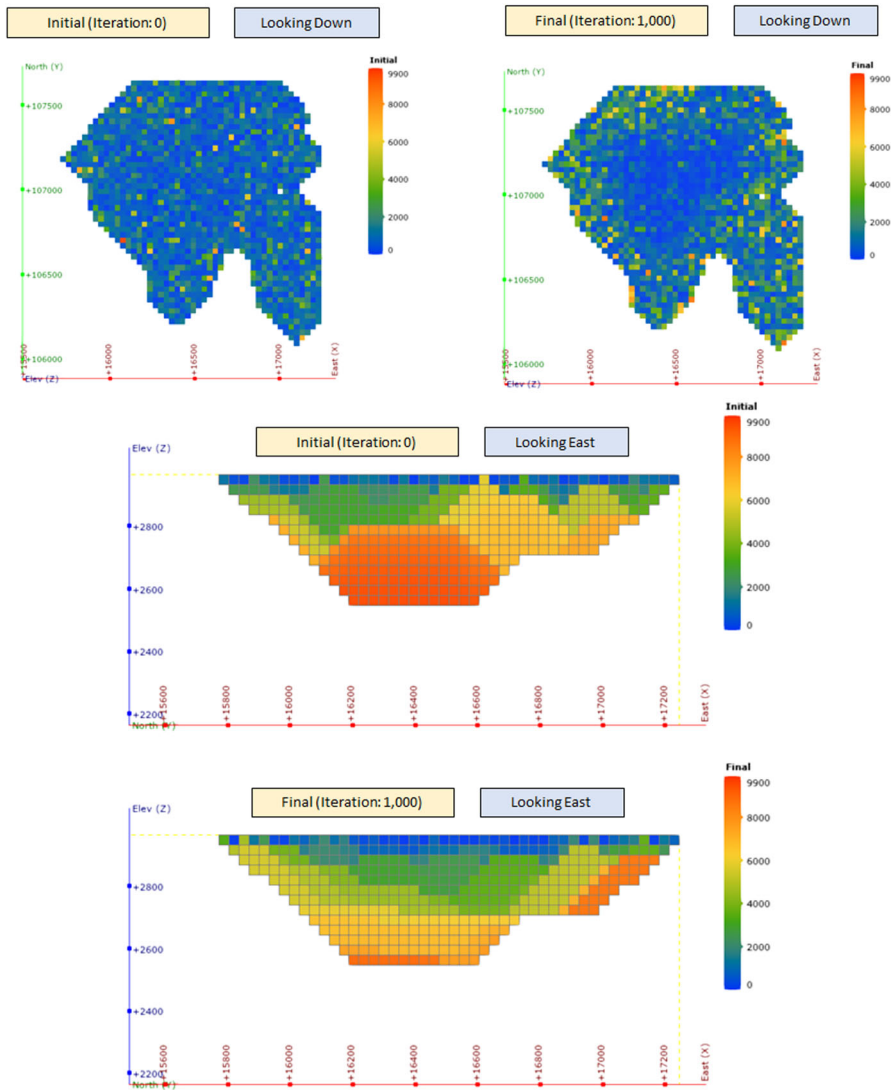 Initial (Iteration: 0)
Looking Down
Final (Iteration: 1,000)
Looking Down
Initial
9900
8000
6000
4000
2000
0
North (Y)
+107500
+107000
+106500
+106000
+15500
Elev (Z)
+16000
+16500
+17000
East (X)
Final
9900
8000
6000
4000
2000
0
North (Y)
+107500
+107000
+106500
+106000
+15500
Elev (Z)
+16000
+16500
+17000
East (X)
Initial (Iteration: 0)
Looking East
Initial
9900
8000
6000
4000
2000
0
Elev (Z)
+2800
+2600
+2400
+2200
North (Y)
+15600
+15800
+16000
+16200
+16400
+16600
+16800
+17000
+17200
East (X)
Final (Iteration: 1,000)
Looking East
Final
9900
8000
6000
4000
2000
0
Elev (Z)
+2800
+2600
+2400
+2200
North (Y)
+15600
+15800
+16000
+16200
+16400
+16600
+16800
+17000
+17200
East (X)